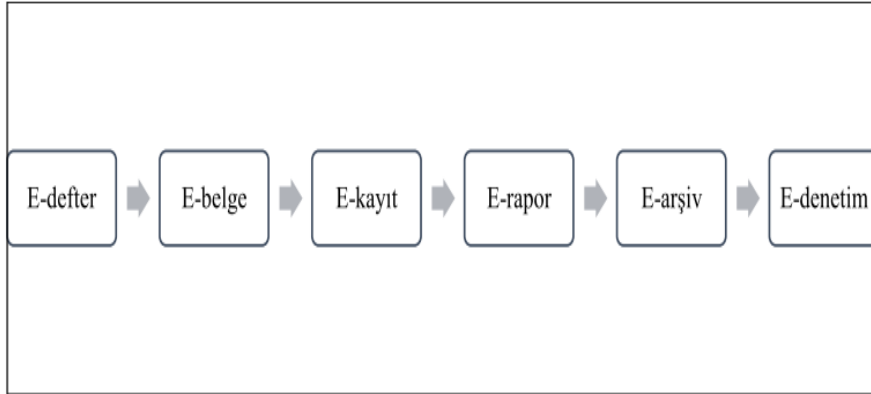 E-defter
E-belge
E-kayıt
E-rapor
E-arşiv
E-denetim